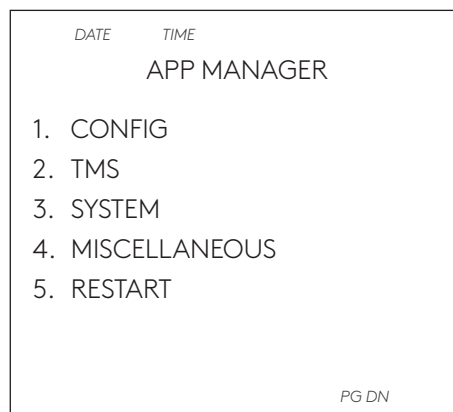 DATE TIME
APP MANAGER
1. CONFIG
2. TMS
3. SYSTEM
4. MISCELLANEOUS
5. RESTART
PG DN